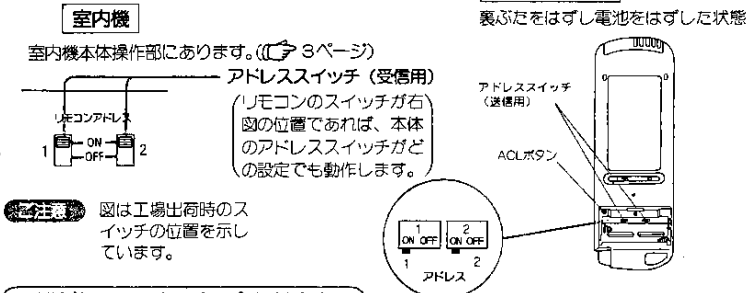 室内機
室内機本体操作部にあります。(☞3ページ)
アドレススイッチ（受信用）
リモコンのスイッチが右
図の位置であれば、本体
のアドレススイッチがど
の設定でも動作します。
リモコンアドレス
1 ON 2
OFF
ご注意 図は工場出荷時のス
イッチの位置を示し
ています。
裏ぶたをはずし電池をはずした状態
アドレススイッチ
（送信用）
ACLボタン
1 2
ON OFF ON OFF
1 2
アドレス